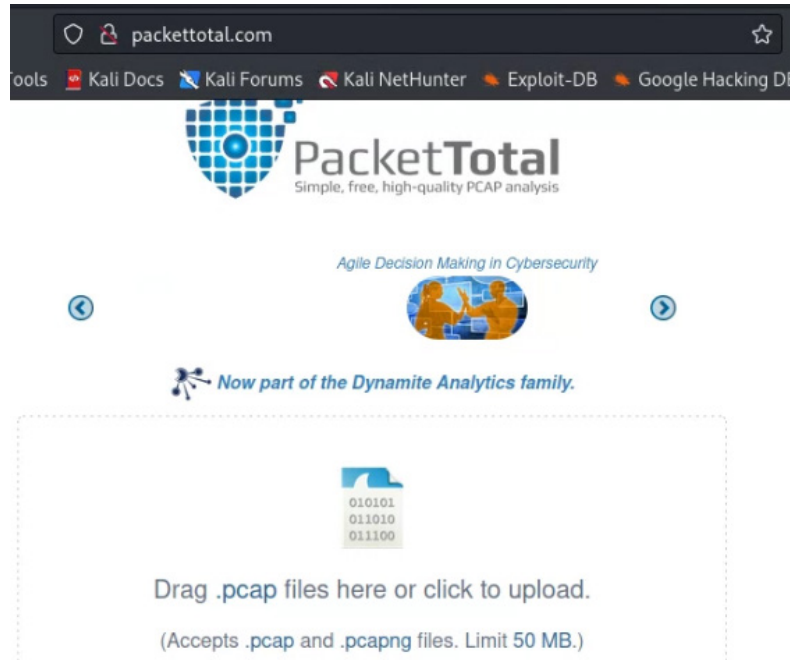 packettotal.com
ools Kali Docs Kali Forums Kali NetHunter Exploit-DB Google Hacking D
PacketTotal
Simple, free, high-quality PCAP analysis
Agile Decision Making in Cybersecurity
Now part of the Dynamite Analytics family.
010101
011010
011100
Drag .pcap files here or click to upload.
(Accepts .pcap and .pcapng files. Limit 50 MB.)